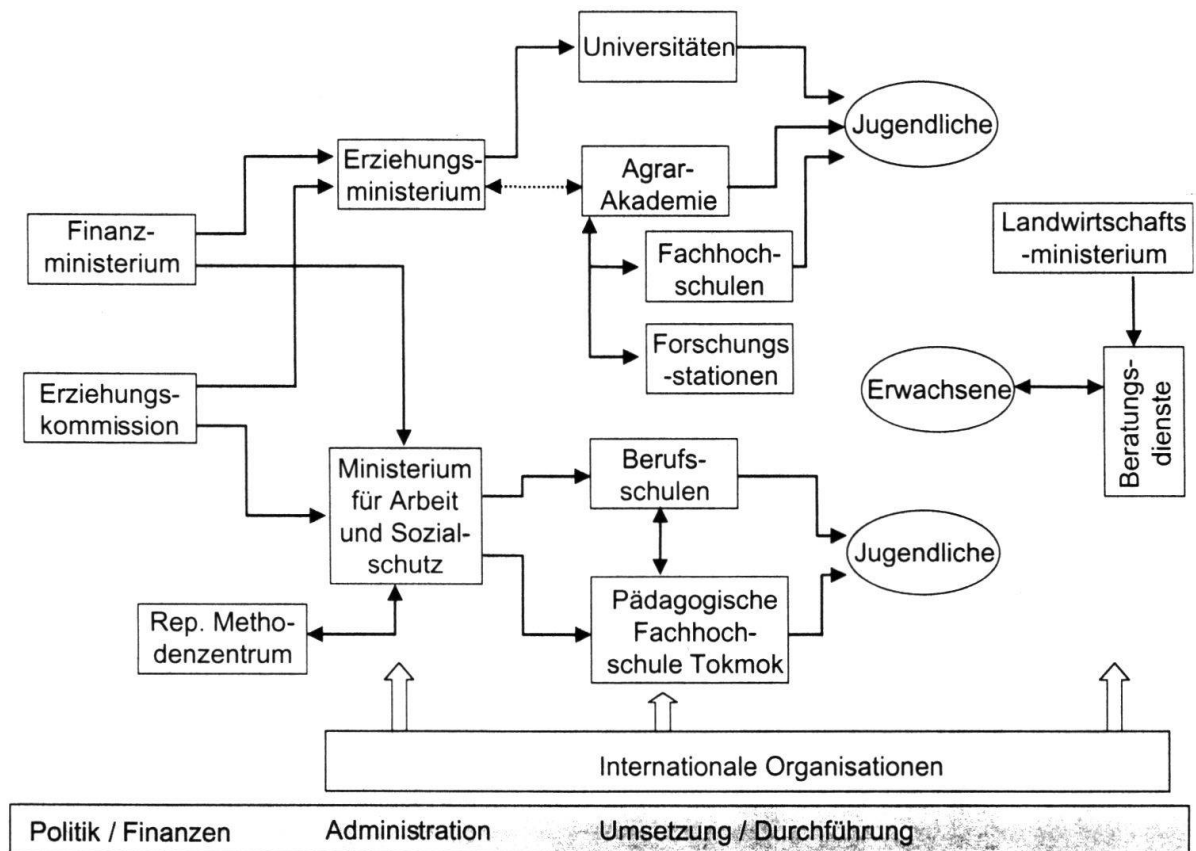 Universitäten
Jugendliche
Erziehungs-
ministerium
Agrar-
Akademie
Finanz-
ministerium
Fachhoch-
schulen
Landwirtschafts
-ministerium
Forschungs
-stationen
Erziehungs-
kommission
Erwachsene
Beratungs-
dienste
Ministerium
für Arbeit
und Sozial-
schutz
Berufs-
schulen
Jugendliche
Rep. Metho-
denzentrum
Pädagogische
Fachhoch-
schule Tokmok
Internationale Organisationen
Politik / Finanzen Administration Umsetzung / Durchführung